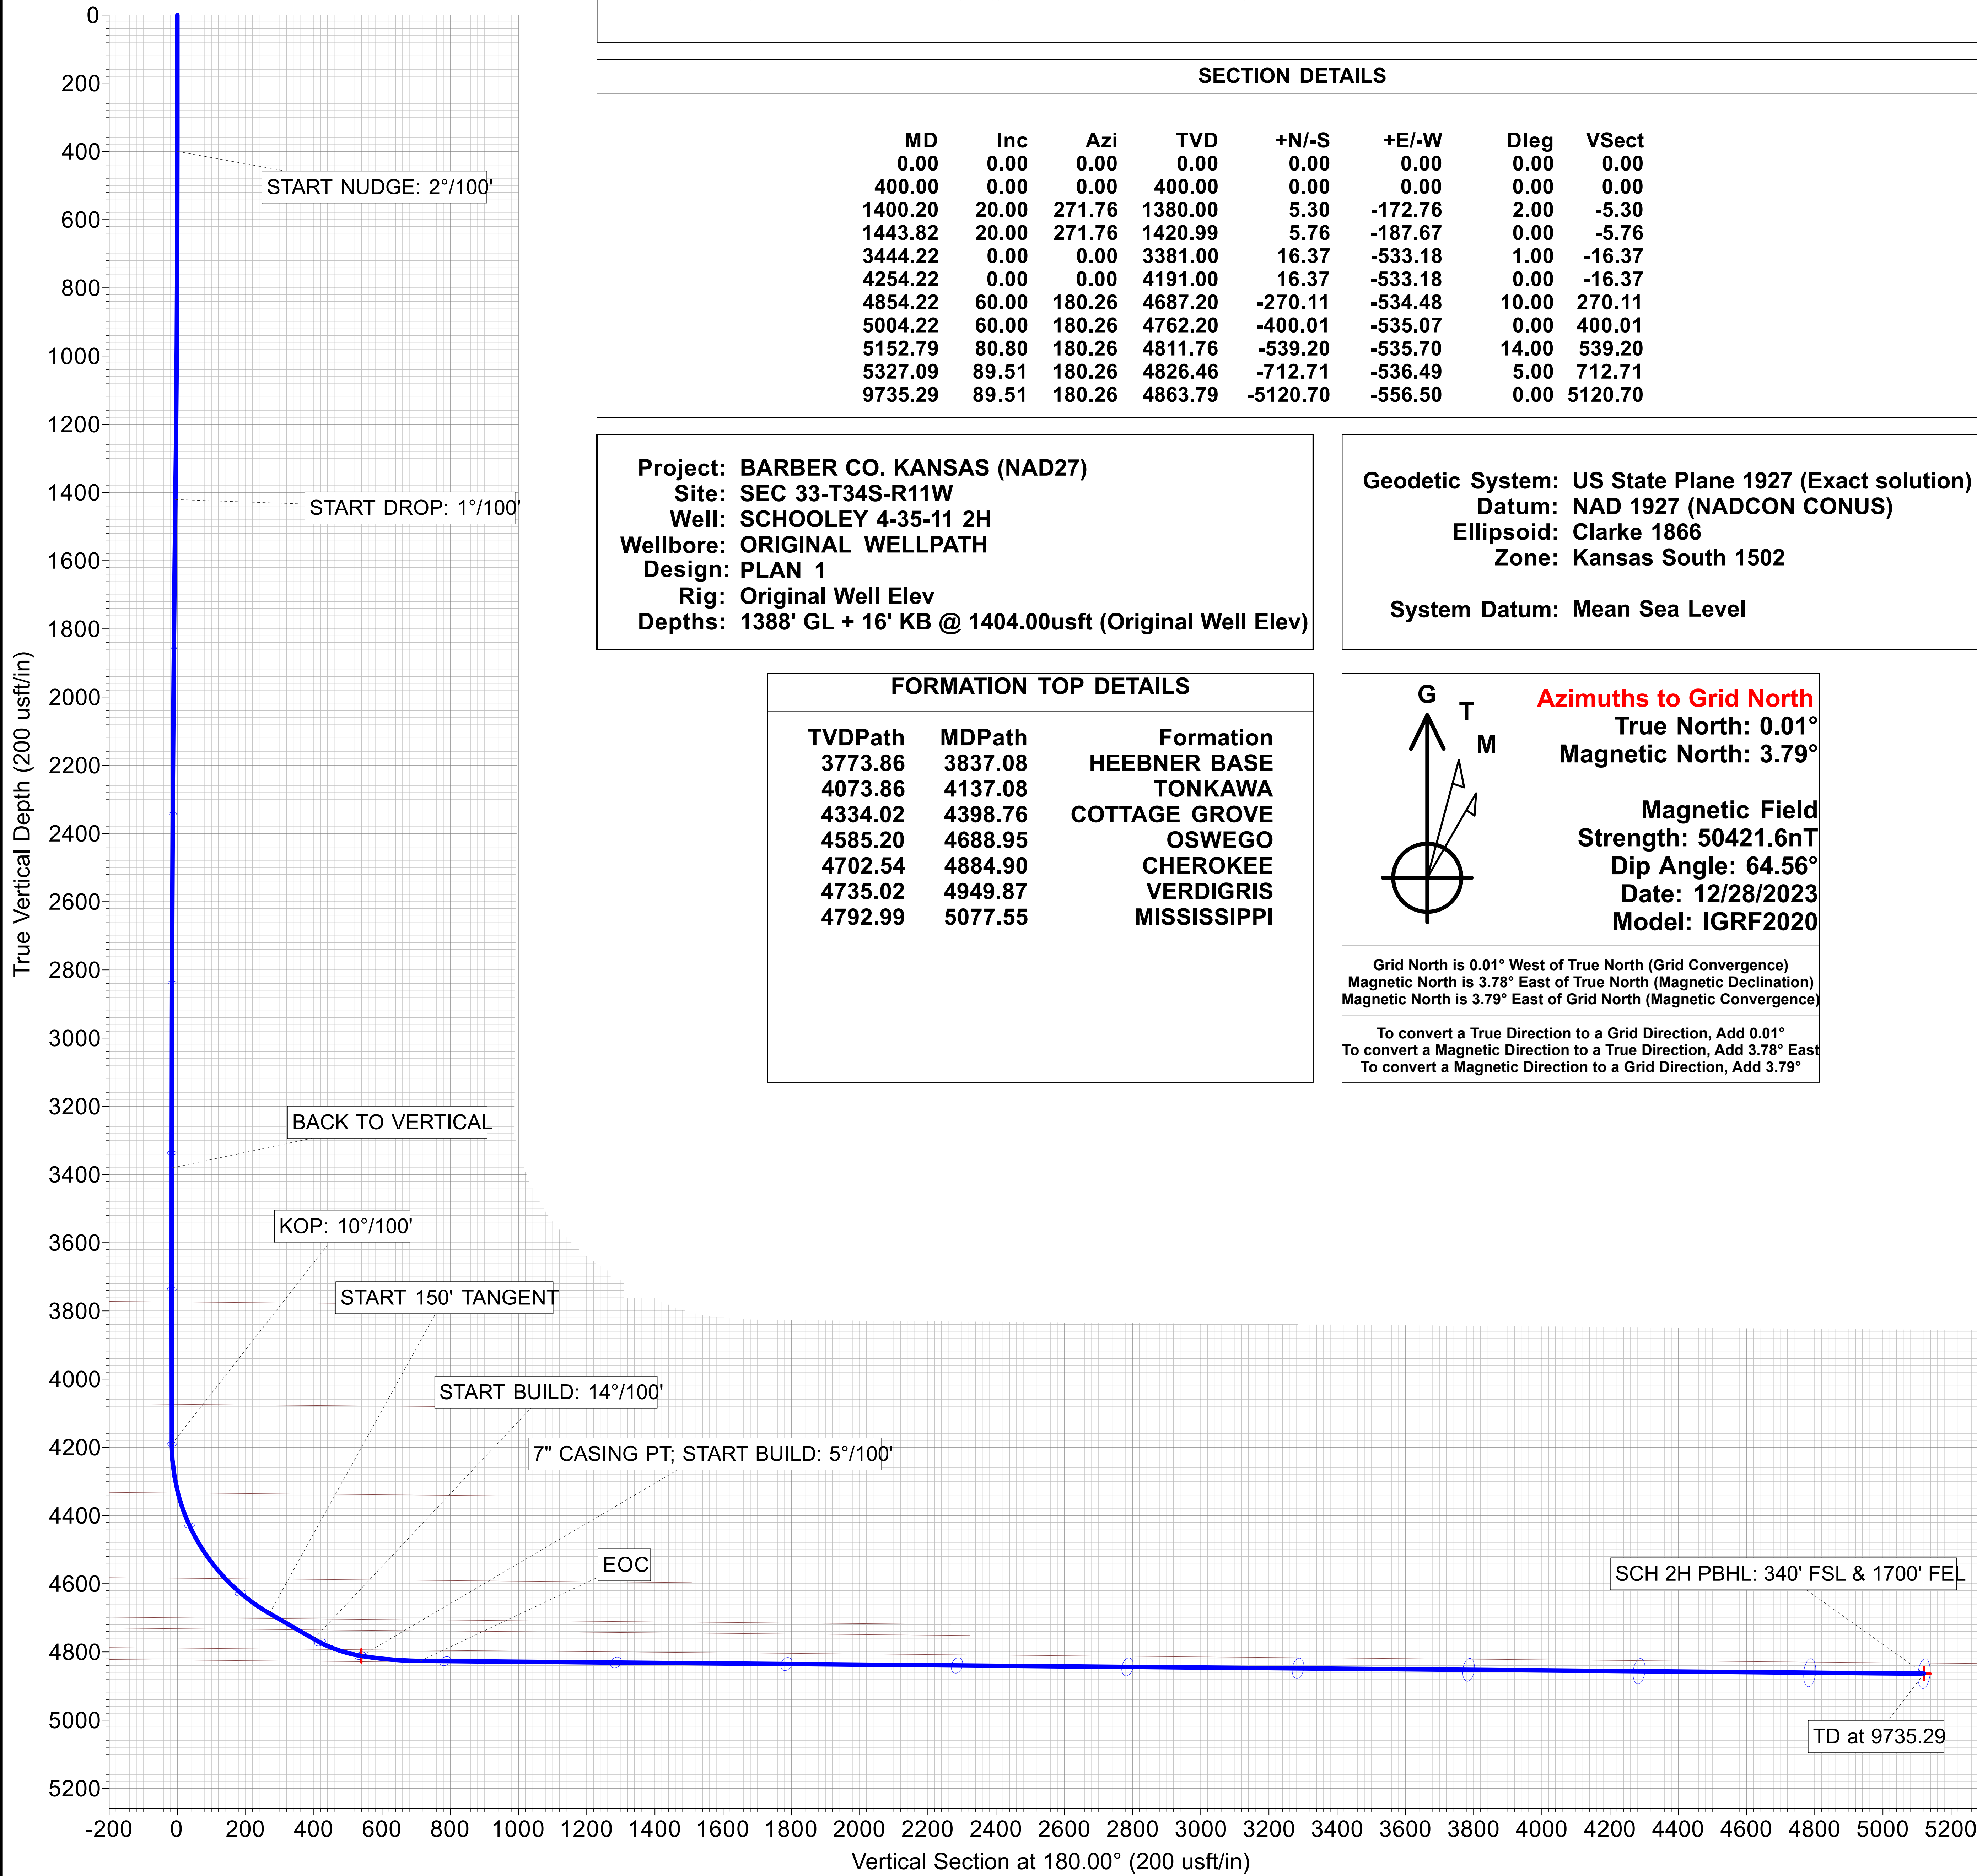 SECTION DETAILS
MD Inc Azi TVD +N/-S +E/-W Dleg VSect
0.00 0.00 0.00 0.00 0.00 0.00 0.00 0.00
400.00 0.00 0.00 400.00 0.00 0.00 0.00 0.00
1400.20 20.00 271.76 1380.00 5.30 -172.76 2.00 -5.30
1443.82 20.00 271.76 1420.99 5.76 -187.67 0.00 -5.76
3444.22 0.00 0.00 3381.00 16.37 -533.18 1.00 -16.37
4254.22 0.00 0.00 4191.00 16.37 -533.18 0.00 -16.37
4854.22 60.00 180.26 4687.20 -270.11 -534.48 10.00 270.11
5004.22 60.00 180.26 4762.20 -400.01 -535.07 0.00 400.01
5152.79 80.80 180.26 4811.76 -539.20 -535.70 14.00 539.20
5327.09 89.51 180.26 4826.46 -712.71 -536.49 5.00 712.71
9735.29 89.51 180.26 4863.79 -5120.70 -556.50 0.00 5120.70
Project: BARBER CO. KANSAS (NAD27)
Site: SEC 33-T34S-R11W
Well: SCHOOLEY 4-35-11 2H
Wellbore: ORIGINAL WELLPATH
Design: PLAN 1
Rig: Original Well Elev
Depths: 1388' GL + 16' KB @ 1404.00usft (Original Well Elev)
Geodetic System: US State Plane 1927 (Exact solution)
Datum: NAD 1927 (NADCON CONUS)
Ellipsoid: Clarke 1866
Zone: Kansas South 1502
System Datum: Mean Sea Level
FORMATION TOP DETAILS
TVDPath MDPath Formation
3773.86 3837.08 HEEBNER BASE
4073.86 4137.08 TONKAWA
4334.02 4398.76 COTTAGE GROVE
4585.20 4688.95 OSWEGO
4702.54 4884.90 CHEROKEE
4735.02 4949.87 VERDIGRIS
4792.99 5077.55 MISSISSIPPI
G
T
M
Azimuths to Grid North
True North: 0.01°
Magnetic North: 3.79°
Magnetic Field
Strength: 50421.6nT
Dip Angle: 64.56°
Date: 12/28/2023
Model: IGRF2020
Grid North is 0.01° West of True North (Grid Convergence)
Magnetic North is 3.78° East of True North (Magnetic Declination)
Magnetic North is 3.79° East of Grid North (Magnetic Convergence)
To convert a True Direction to a Grid Direction, Add 0.01°
To convert a Magnetic Direction to a True Direction, Add 3.78° East
To convert a Magnetic Direction to a Grid Direction, Add 3.79°
True Vertical Depth (200 usft/in)
0
200
400
600
800
1000
1200
1400
1600
1800
2000
2200
2400
2600
2800
3000
3200
3400
3600
3800
4000
4200
4400
4600
4800
5000
5200
START NUDGE: 2°/100'
START DROP: 1°/100'
BACK TO VERTICAL
KOP: 10°/100'
START 150' TANGENT
START BUILD: 14°/100'
7" CASING PT; START BUILD: 5°/100'
EOC
SCH 2H PBHL: 340' FSL & 1700' FEL
TD at 9735.29
-200 0 200 400 600 800 1000 1200 1400 1600 1800 2000 2200 2400 2600 2800 3000 3200 3400 3600 3800 4000 4200 4400 4600 4800 5000 5200
Vertical Section at 180.00° (200 usft/in)